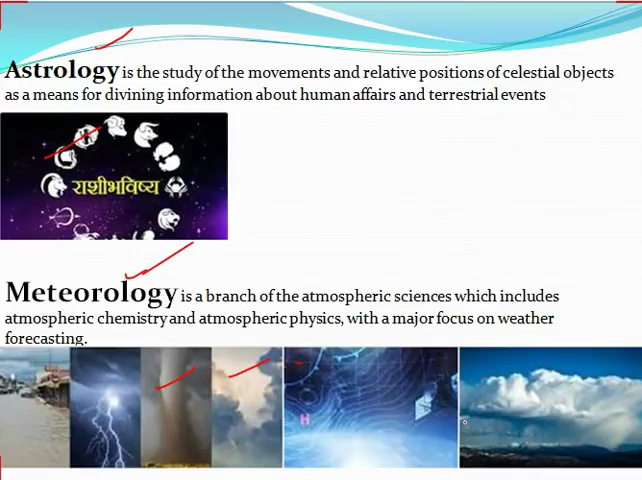 Astrology is the study of the movements and relative positions of celestial objects
as a means for divining information about human affairs and terrestrial events
राशीभविष्य
Meteorology is a branch of the atmospheric sciences which includes
atmospheric chemistry and atmospheric physics, with a major focus on weather
forecasting.
H